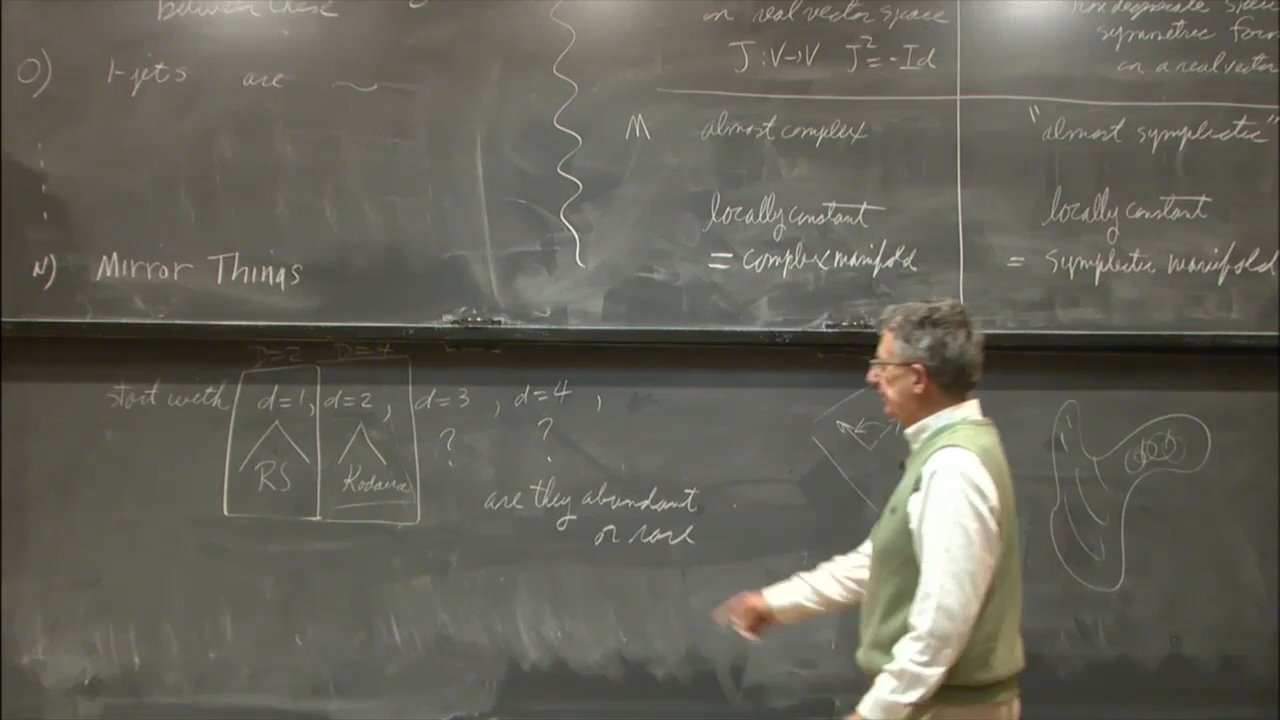 between these
0) 1-jets are ~
N) Mirror Things
on real vector space
J: V→V J² = -Id
M almost complex
locally constant
= complex manifold
symmetric form
on a real vector
"almost symplectic"
locally constant
= symplectic manifold
D=2 D=4
start with d=1, d=2, d=3, d=4,
RS Kodaira ? ?
are they abundant
or rare